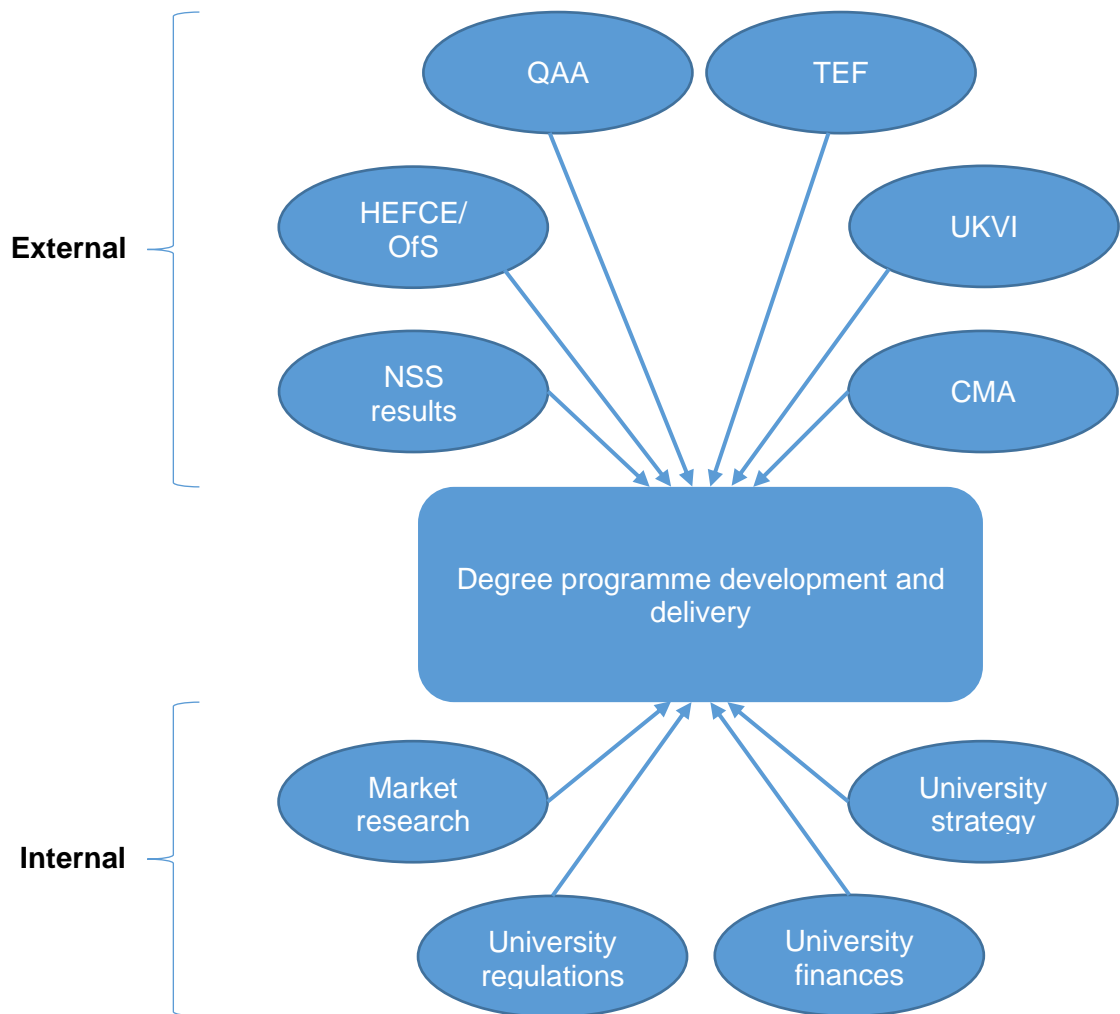 QAA
TEF
HEFCE/
OfS
UKVI
External
NSS
results
CMA
Degree programme development and
delivery
Market
research
University
strategy
Internal
University
regulations
University
finances